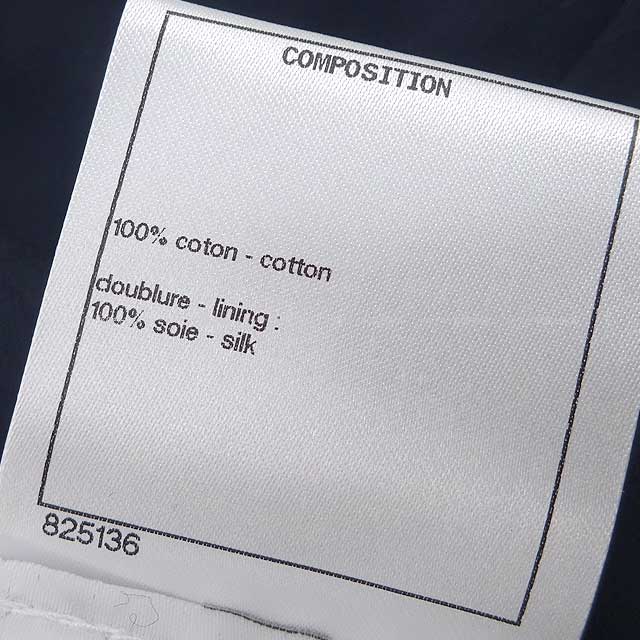 COMPOSITION
100% coton - cotton
doublure - lining :
100% soie - silk
825136